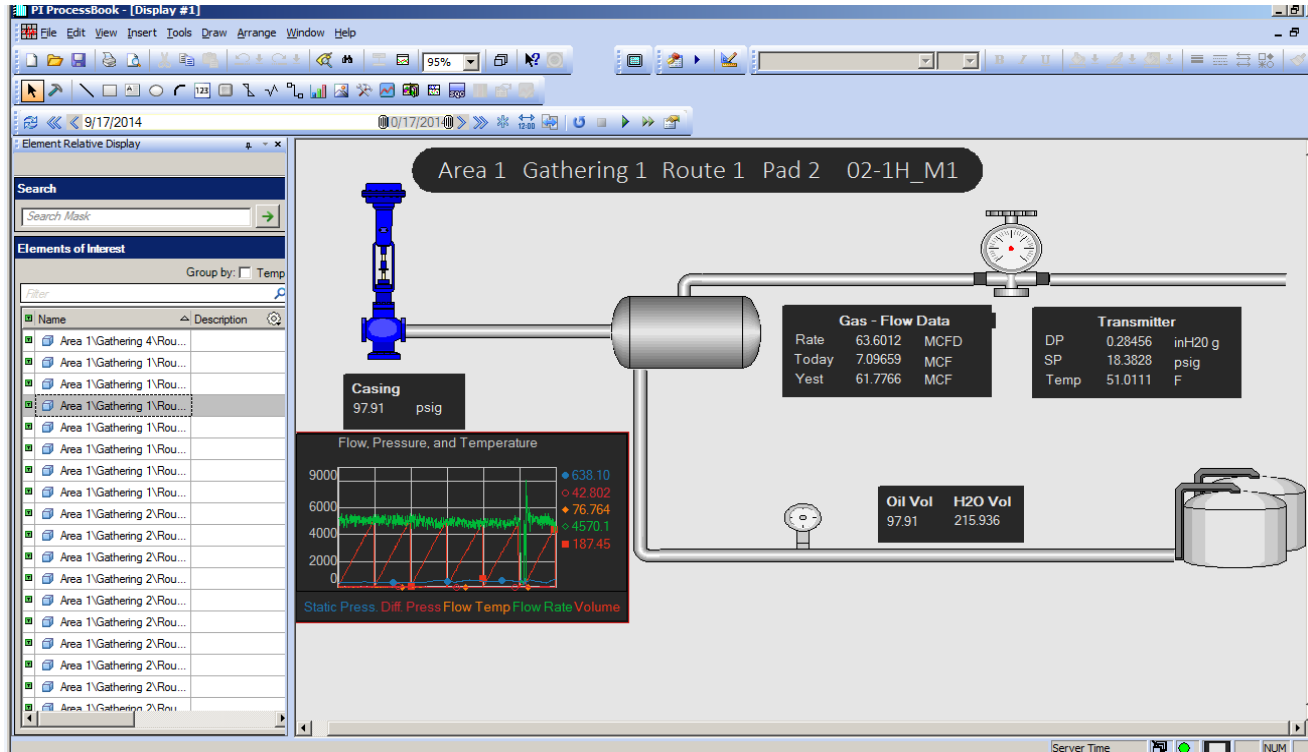 PI ProcessBook - [Display #1]
File Edit View Insert Tools Draw Arrange Window Help
95%
B I U
123
SQC
9/17/2014
12:00
Element Relative Display
Search
Search Mask
Elements of Interest
Group by: Temp
Filter
Name Description
Area 1\Gathering 4\Rou...
Area 1\Gathering 1\Rou...
Area 1\Gathering 1\Rou...
Area 1\Gathering 1\Rou...
Area 1\Gathering 1\Rou...
Area 1\Gathering 1\Rou...
Area 1\Gathering 1\Rou...
Area 1\Gathering 1\Rou...
Area 1\Gathering 2\Rou...
Area 1\Gathering 2\Rou...
Area 1\Gathering 2\Rou...
Area 1\Gathering 2\Rou...
Area 1\Gathering 2\Rou...
Area 1\Gathering 2\Rou...
Area 1\Gathering 2\Rou...
Area 1\Gathering 2\Rou...
Area 1\Gathering 2\Rou...
Area 1\Gathering 2\Rou
Area 1 Gathering 1 Route 1 Pad 2 02-1H_M1
Gas - Flow Data
Rate 63.6012 MCFD
Today 7.09659 MCF
Yest 61.7766 MCF
Transmitter
DP 0.28456 inH20 g
SP 18.3828 psig
Temp 51.0111 F
Casing
97.91 psig
Flow, Pressure, and Temperature
9000
6000
4000
2000
0
638.10
42.802
76.764
4570.1
187.45
Static Press. Diff. Press Flow Temp Flow Rate Volume
Oil Vol H2O Vol
97.91 215.936
Server Time
NUM